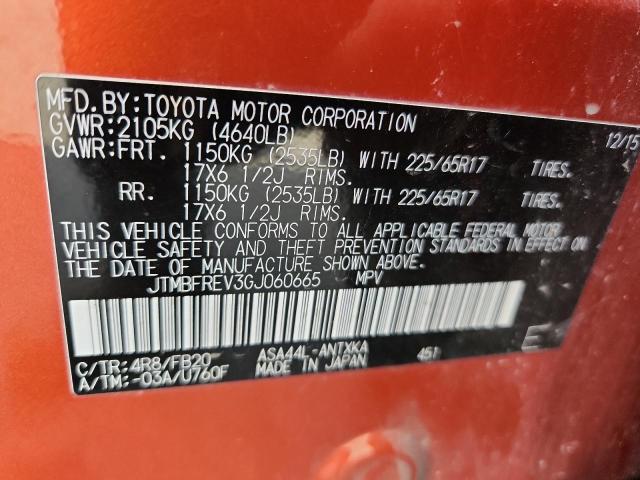 MFD.BY:TOYOTA MOTOR CORPORATION 12/15
GVWR:2105KG (4640LB)
GAWR:FRT. 1150KG (2535LB) WITH 225/65R17 TIRES.
17X6 1/2J RIMS.
RR. 1150KG (2535LB) WITH 225/65R17 TIRES.
17X6 1/2J RIMS.
THIS VEHICLE CONFORMS TO ALL APPLICABLE FEDERAL MOTOR
VEHICLE SAFETY AND THEFT PREVENTION STANDARDS IN EFFECT ON
THE DATE OF MANUFACTURE SHOWN ABOVE.
JTMBFREV3GJ060665 MPV
C/TR:4R8/FB20 ASA44L-ANTXKA 451 E
A/TM:-03A/U760F MADE IN JAPAN